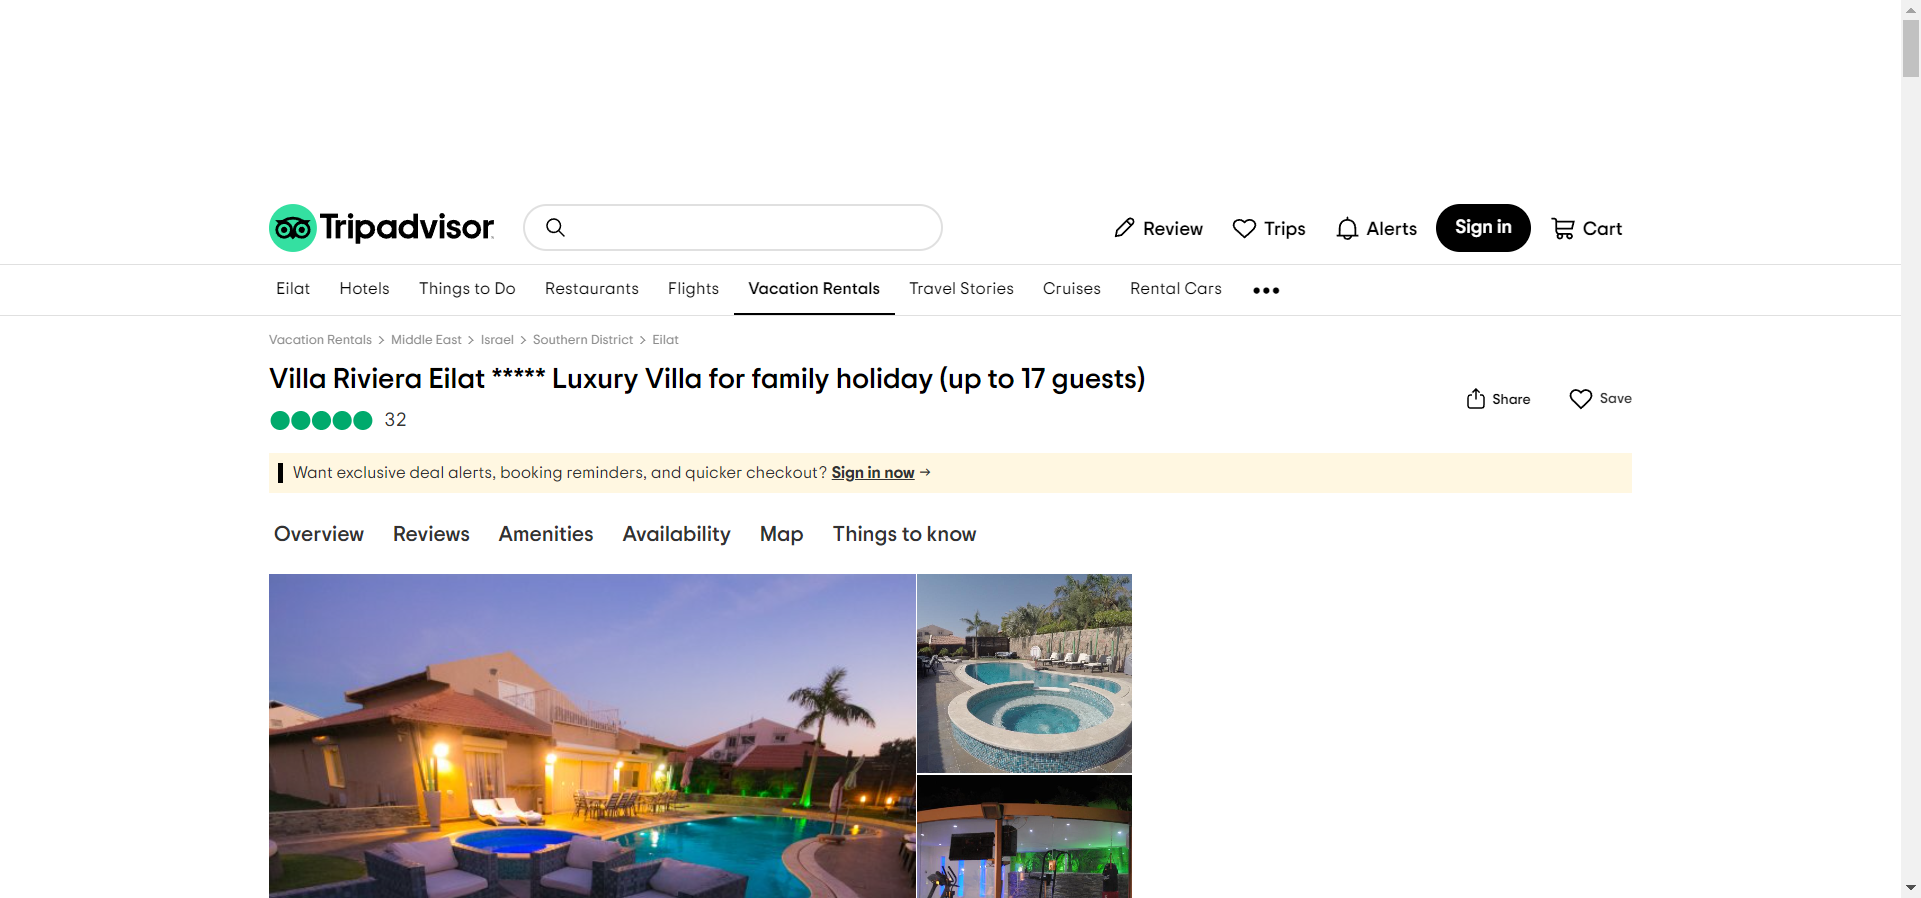 Tripadvisor
Review
Trips
Alerts
Sign in
Cart
Eilat
Hotels
Things to Do
Restaurants
Flights
Vacation Rentals
Travel Stories
Cruises
Rental Cars
Vacation Rentals > Middle East > Israel > Southern District > Eilat
Villa Riviera Eilat ***** Luxury Villa for family holiday (up to 17 guests)
Share
Save
32
Want exclusive deal alerts, booking reminders, and quicker checkout? Sign in now →
Overview
Reviews
Amenities
Availability
Map
Things to know